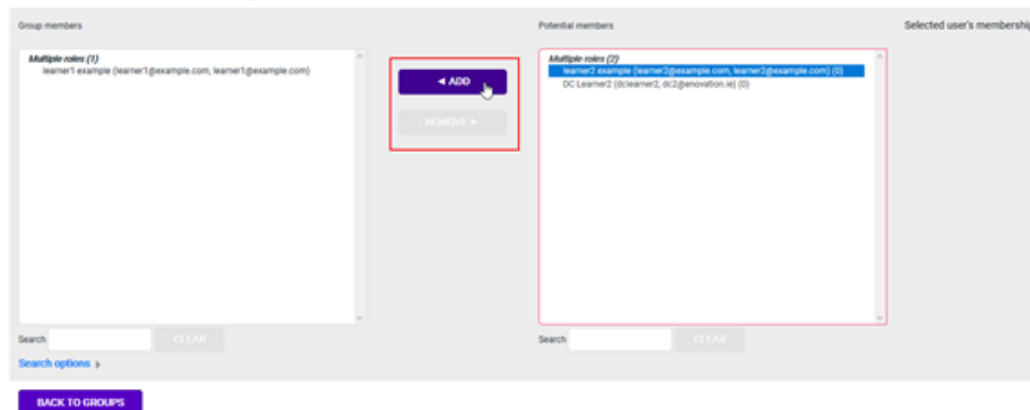 Group members
Potential members
Selected user's membership
Multiple roles (1)
learner1 example (learner1@example.com, learner1@example.com)
◄ ADD
REMOVE ►
Multiple roles (2)
learner2 example (learner2@example.com, learner2@example.com) (0)
DC Learner2 (dclearner2, dc2@enovation.ie) (0)
Search
CLEAR
Search
CLEAR
Search options
BACK TO GROUPS